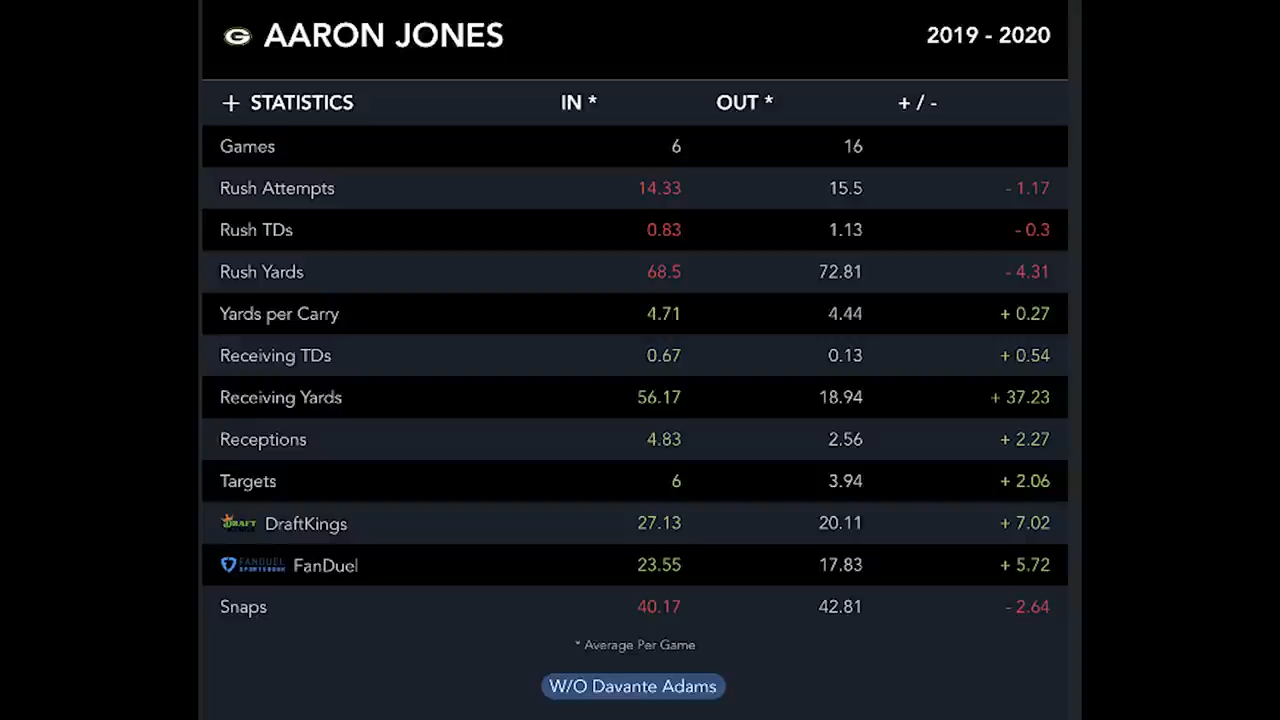 G AARON JONES 2019 - 2020
+ STATISTICS IN * OUT * + / -
Games 6 16
Rush Attempts 14.33 15.5 - 1.17
Rush TDs 0.83 1.13 - 0.3
Rush Yards 68.5 72.81 - 4.31
Yards per Carry 4.71 4.44 + 0.27
Receiving TDs 0.67 0.13 + 0.54
Receiving Yards 56.17 18.94 + 37.23
Receptions 4.83 2.56 + 2.27
Targets 6 3.94 + 2.06
DRAFT DraftKings 27.13 20.11 + 7.02
FANDUEL SPORTSBOOK FanDuel 23.55 17.83 + 5.72
Snaps 40.17 42.81 - 2.64
* Average Per Game
W/O Davante Adams